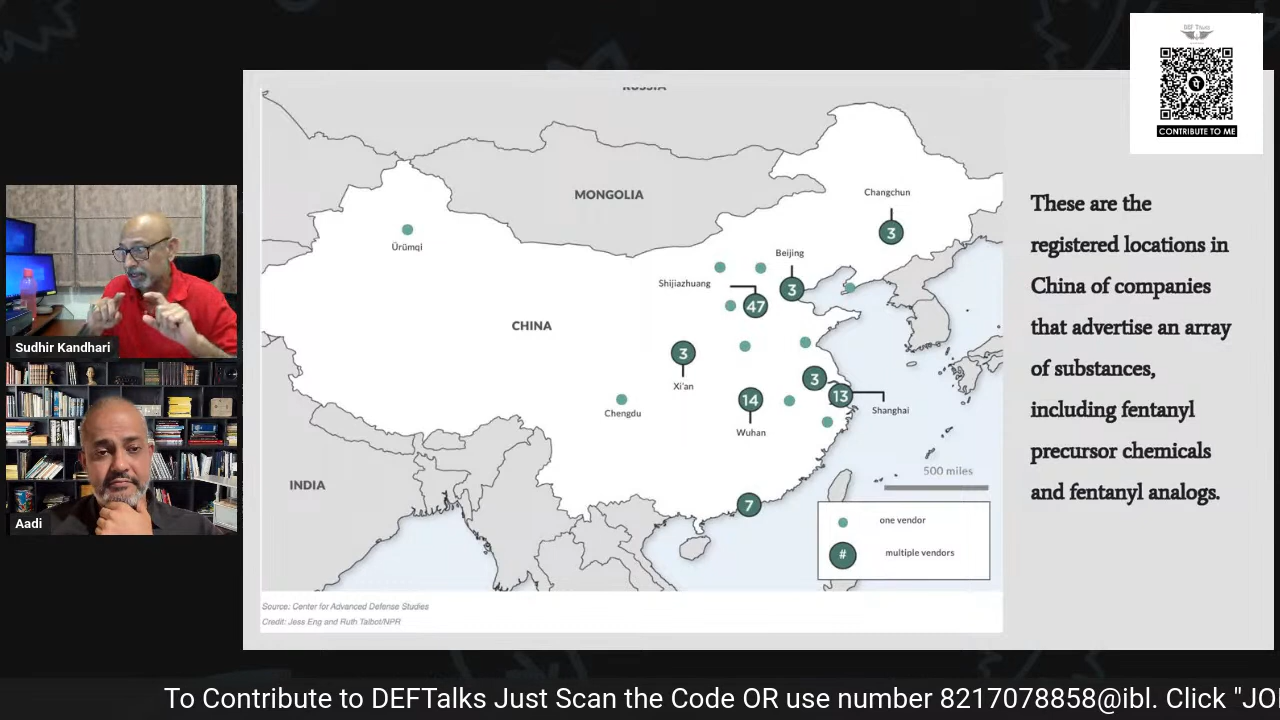 DEF Talks
CONTRIBUTE TO ME
RUSSIA
MONGOLIA
Changchun
3
Ürümqi
Beijing
3
Shijiazhuang
47
CHINA
3
Xi'an
3
13
Shanghai
14
Wuhan
Chengdu
INDIA
500 miles
7
one vendor
# multiple vendors
Source: Center for Advanced Defense Studies
Credit: Jess Eng and Ruth Talbot/NPR
These are the
registered locations in
China of companies
that advertise an array
of substances,
including fentanyl
precursor chemicals
and fentanyl analogs.
Sudhir Kandhari
Aadi
To Contribute to DEFTalks Just Scan the Code OR use number 8217078858@ibl. Click "JO